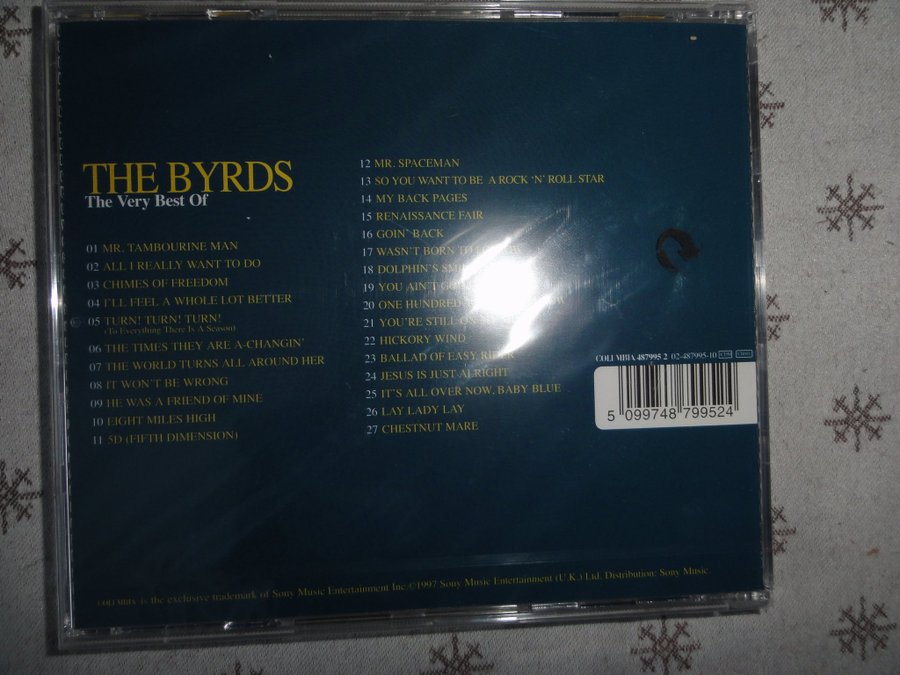 THE BYRDS
The Very Best Of
01 MR. TAMBOURINE MAN
02 ALL I REALLY WANT TO DO
03 CHIMES OF FREEDOM
04 I'LL FEEL A WHOLE LOT BETTER
05 TURN! TURN! TURN!
(To Everything There Is A Season)
06 THE TIMES THEY ARE A-CHANGIN'
07 THE WORLD TURNS ALL AROUND HER
08 IT WON'T BE WRONG
09 HE WAS A FRIEND OF MINE
10 EIGHT MILES HIGH
11 5D (FIFTH DIMENSION)
12 MR. SPACEMAN
13 SO YOU WANT TO BE A ROCK 'N' ROLL STAR
14 MY BACK PAGES
15 RENAISSANCE FAIR
16 GOIN' BACK
17 WASN'T BORN TO
18 DOLPHIN'S
19 YOU AIN'T
20 ONE HUNDRED
21 YOU'RE STILL ON
22 HICKORY WIND
23 BALLAD OF EASY RIDER
24 JESUS IS JUST ALRIGHT
25 IT'S ALL OVER NOW, BABY BLUE
26 LAY LADY LAY
27 CHESTNUT MARE
COLUMBIA 487995 2 02-487995-10
5 099748 799524
COLUMBIA is the exclusive trademark of Sony Music Entertainment Inc.©1997 Sony Music Entertainment (U.K.) Ltd. Distribution: Sony Music.